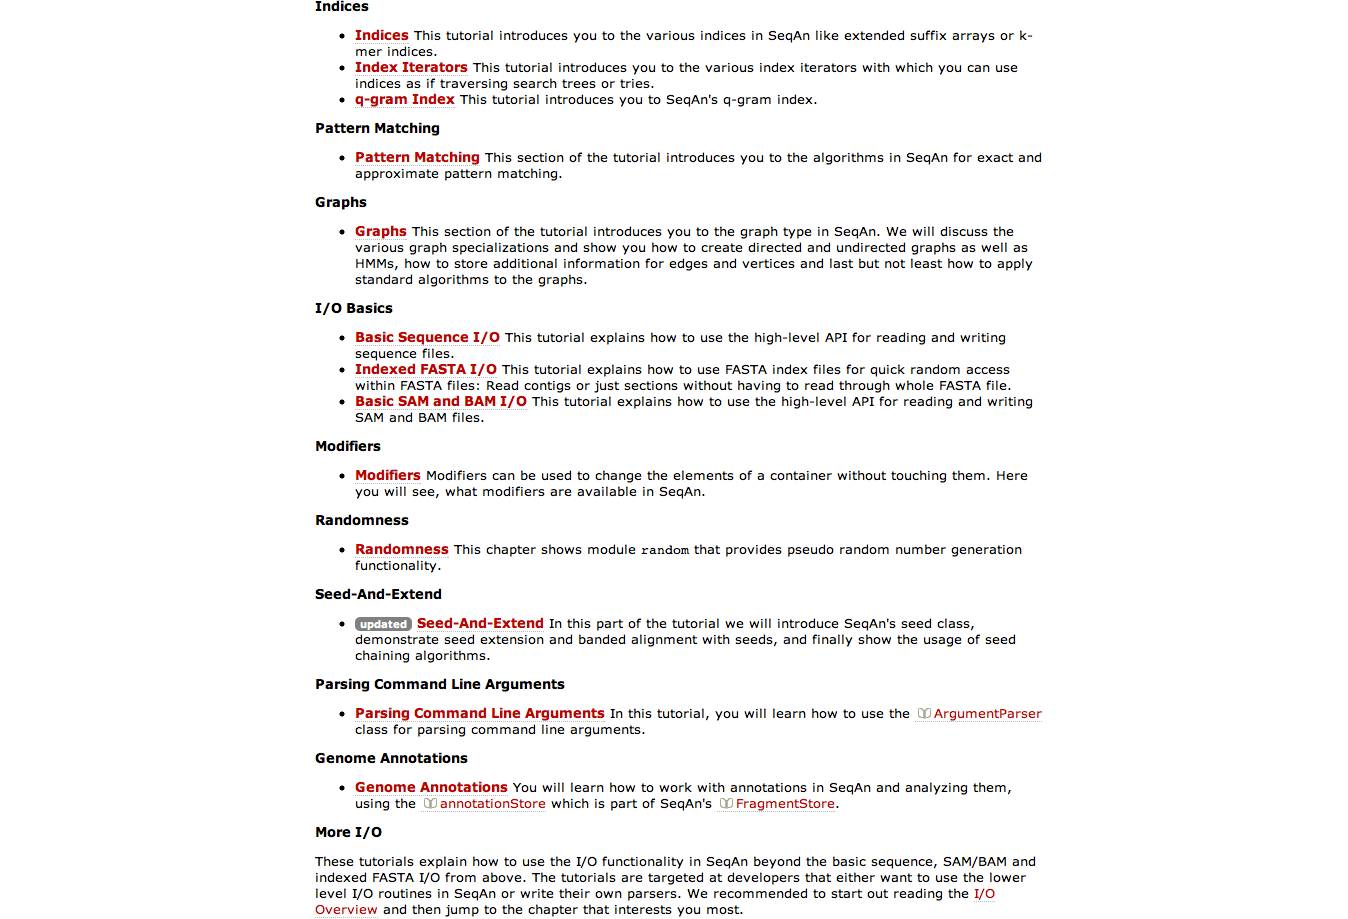 Indices
Indices This tutorial introduces you to the various indices in SeqAn like extended suffix arrays or k-
mer indices.
Index Iterators This tutorial introduces you to the various index iterators with which you can use
indices as if traversing search trees or tries.
q-gram Index This tutorial introduces you to SeqAn's q-gram index.
Pattern Matching
Pattern Matching This section of the tutorial introduces you to the algorithms in SeqAn for exact and
approximate pattern matching.
Graphs
Graphs This section of the tutorial introduces you to the graph type in SeqAn. We will discuss the
various graph specializations and show you how to create directed and undirected graphs as well as
HMMs, how to store additional information for edges and vertices and last but not least how to apply
standard algorithms to the graphs.
I/O Basics
Basic Sequence I/O This tutorial explains how to use the high-level API for reading and writing
sequence files.
Indexed FASTA I/O This tutorial explains how to use FASTA index files for quick random access
within FASTA files: Read contigs or just sections without having to read through whole FASTA file.
Basic SAM and BAM I/O This tutorial explains how to use the high-level API for reading and writing
SAM and BAM files.
Modifiers
Modifiers Modifiers can be used to change the elements of a container without touching them. Here
you will see, what modifiers are available in SeqAn.
Randomness
Randomness This chapter shows module random that provides pseudo random number generation
functionality.
Seed-And-Extend
updated Seed-And-Extend In this part of the tutorial we will introduce SeqAn's seed class,
demonstrate seed extension and banded alignment with seeds, and finally show the usage of seed
chaining algorithms.
Parsing Command Line Arguments
Parsing Command Line Arguments In this tutorial, you will learn how to use the ArgumentParser
class for parsing command line arguments.
Genome Annotations
Genome Annotations You will learn how to work with annotations in SeqAn and analyzing them,
using the annotationStore which is part of SeqAn's FragmentStore.
More I/O
These tutorials explain how to use the I/O functionality in SeqAn beyond the basic sequence, SAM/BAM and
indexed FASTA I/O from above. The tutorials are targeted at developers that either want to use the lower
level I/O routines in SeqAn or write their own parsers. We recommended to start out reading the I/O
Overview and then jump to the chapter that interests you most.